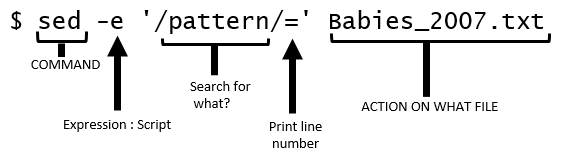 $ sed -e '/pattern/=' Babies_2007.txt
COMMAND
Search for
what?
ACTION ON WHAT FILE
Expression : Script
Print line
number